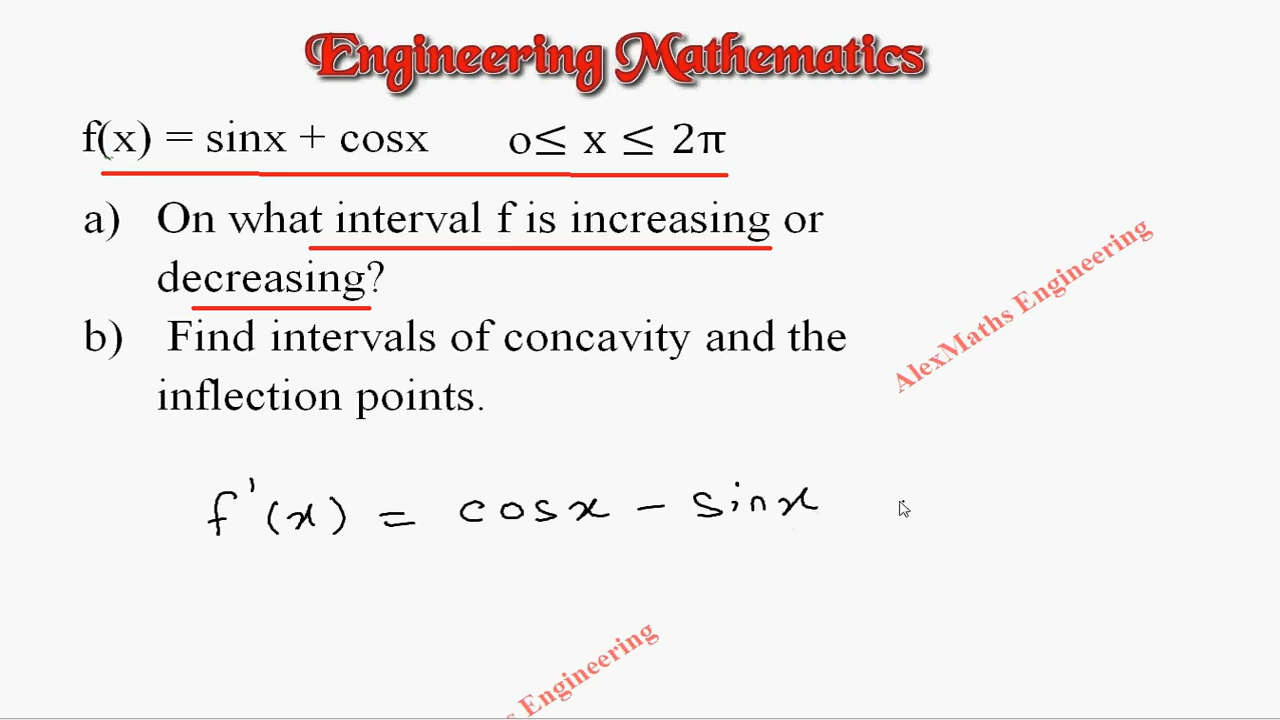 Engineering Mathematics
f(x) = sinx + cosx o≤ x ≤ 2π
a) On what interval f is increasing or
decreasing?
b) Find intervals of concavity and the
inflection points.
AlexMaths Engineering
f'(x) = cosx − sinx
s Engineering